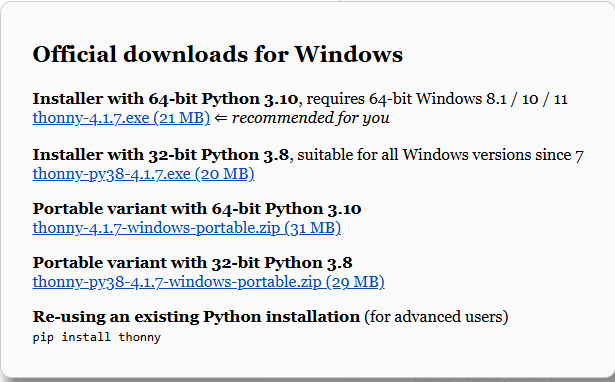 Official downloads for Windows
Installer with 64-bit Python 3.10, requires 64-bit Windows 8.1 / 10 / 11
thonny-4.1.7.exe (21 MB) ⇐ recommended for you
Installer with 32-bit Python 3.8, suitable for all Windows versions since 7
thonny-py38-4.1.7.exe (20 MB)
Portable variant with 64-bit Python 3.10
thonny-4.1.7-windows-portable.zip (31 MB)
Portable variant with 32-bit Python 3.8
thonny-py38-4.1.7-windows-portable.zip (29 MB)
Re-using an existing Python installation (for advanced users)
pip install thonny